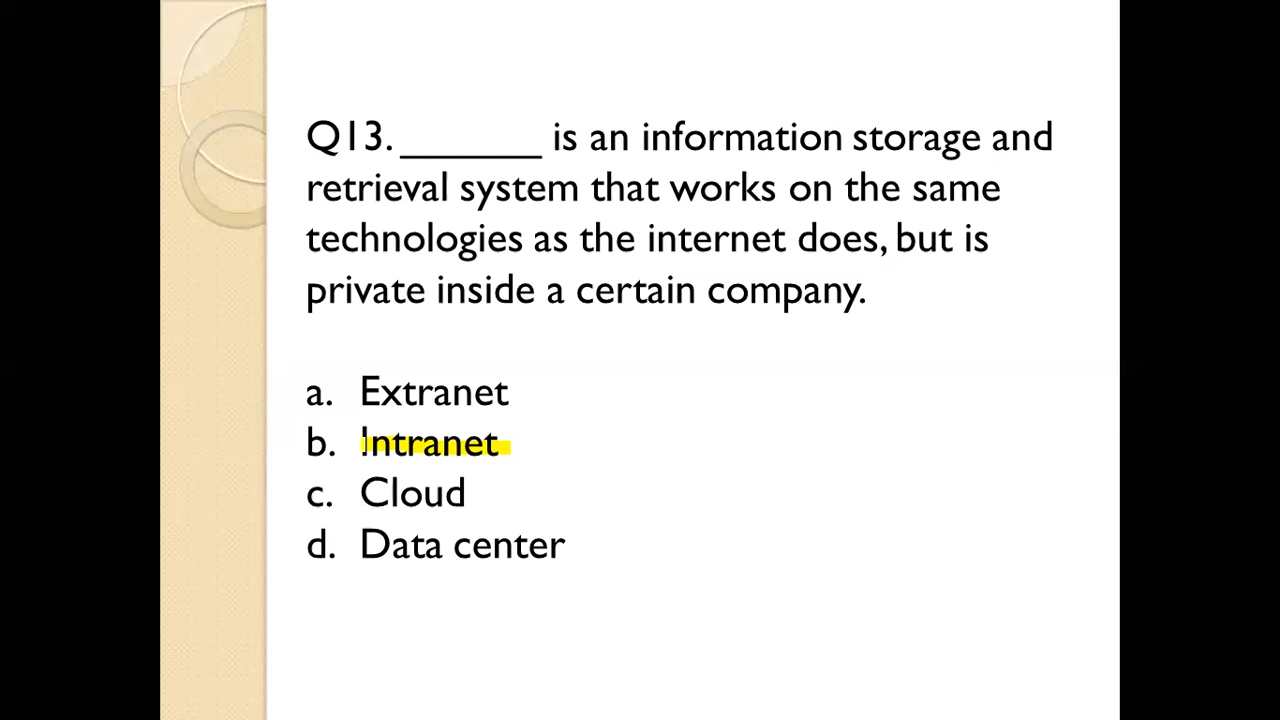 Q13. ______ is an information storage and
retrieval system that works on the same
technologies as the internet does, but is
private inside a certain company.
a. Extranet
b. Intranet
c. Cloud
d. Data center